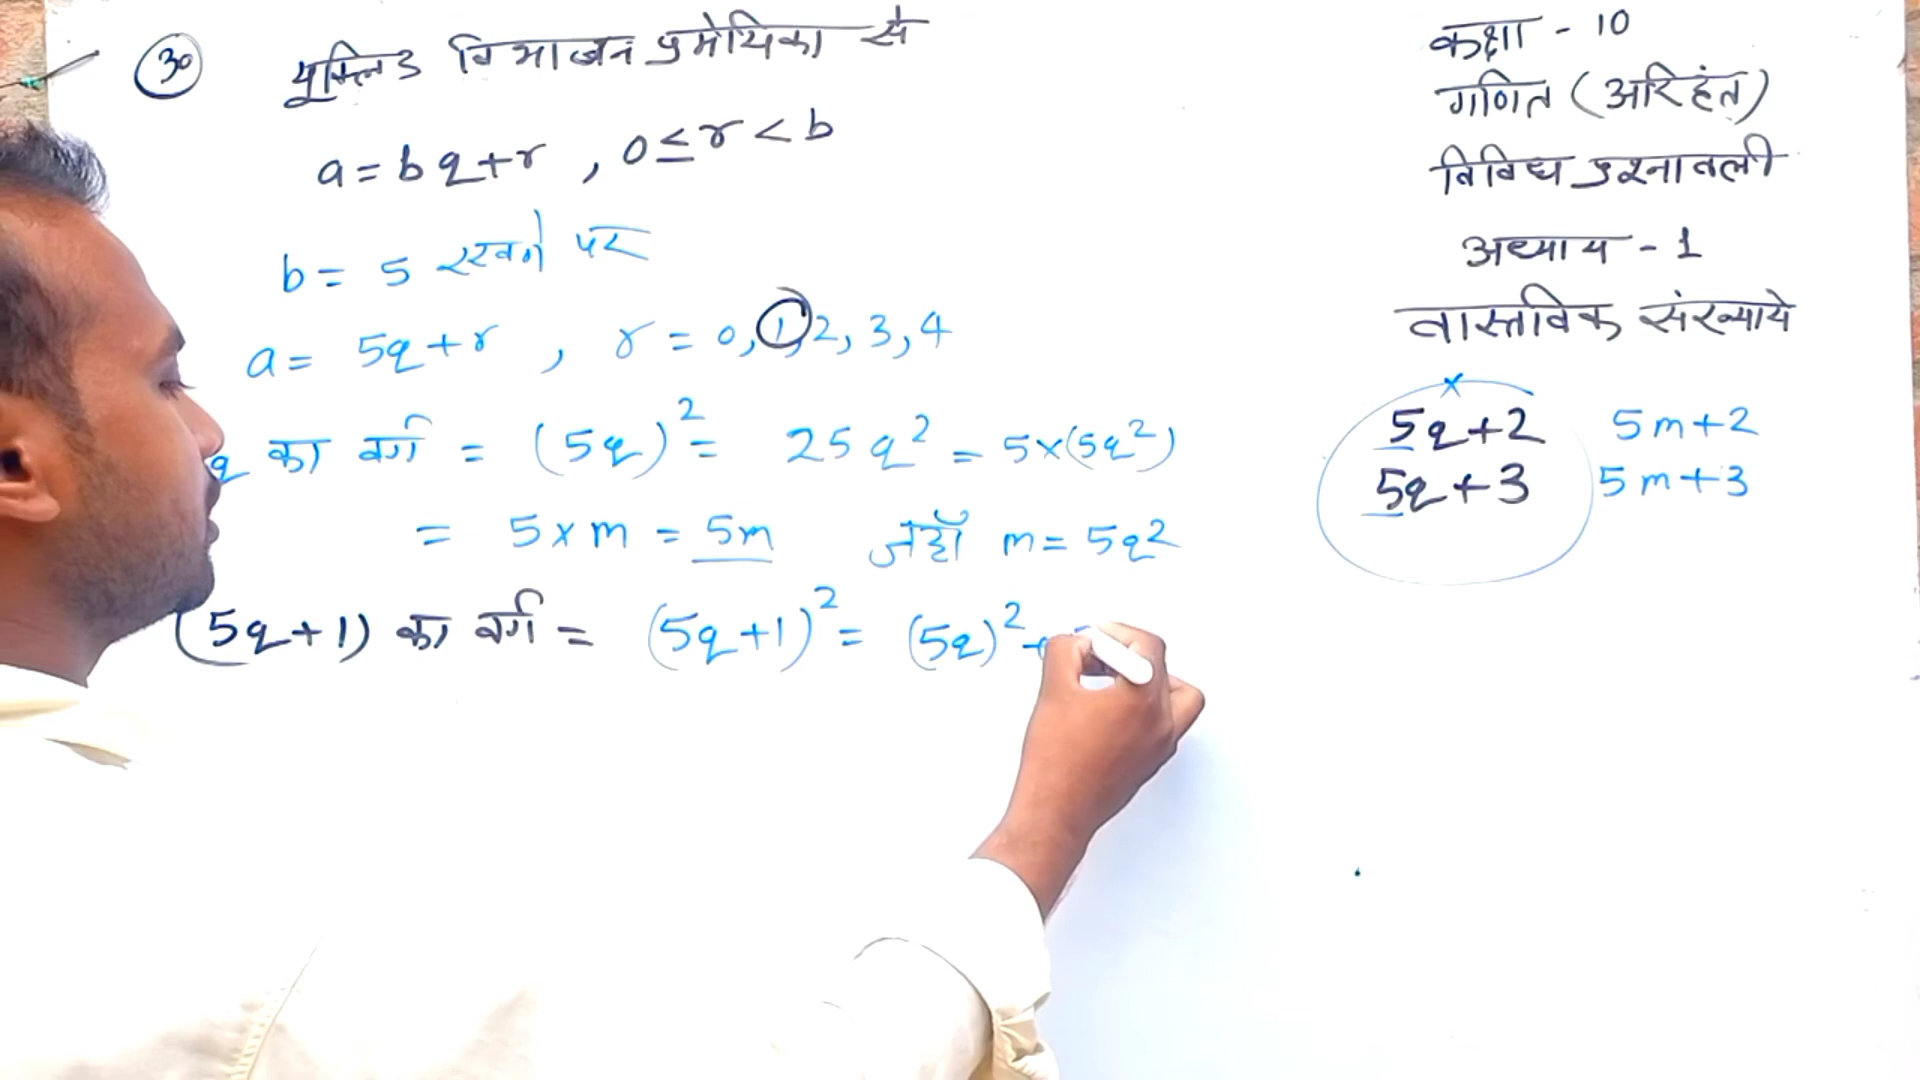 30 यूक्लिड विभाजन प्रमेयिका से
a = bq + r , 0 ≤ r < b
b = 5 रखने पर
a = 5q + r , r = 0, 1, 2, 3, 4
q का वर्ग = (5q)² = 25q² = 5×(5q²)
= 5 × m = 5m जहाँ m = 5q²
(5q+1) का वर्ग = (5q+1)² = (5q)² +
कक्षा - 10
गणित (अरिहंत)
विविध प्रश्नावली
अध्याय - 1
वास्तविक संख्याये
x
5q+2 5m+2
5q+3 5m+3